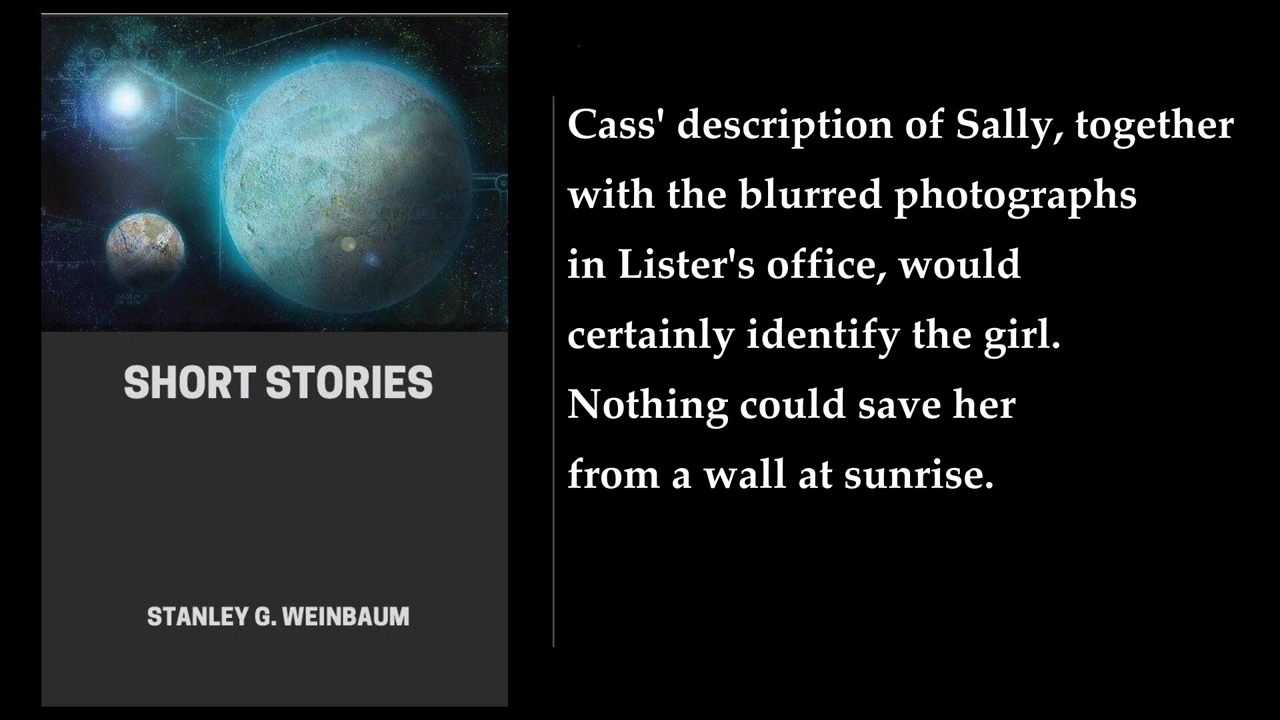 SHORT STORIES
STANLEY G. WEINBAUM
Cass' description of Sally, together
with the blurred photographs
in Lister's office, would
certainly identify the girl.
Nothing could save her
from a wall at sunrise.